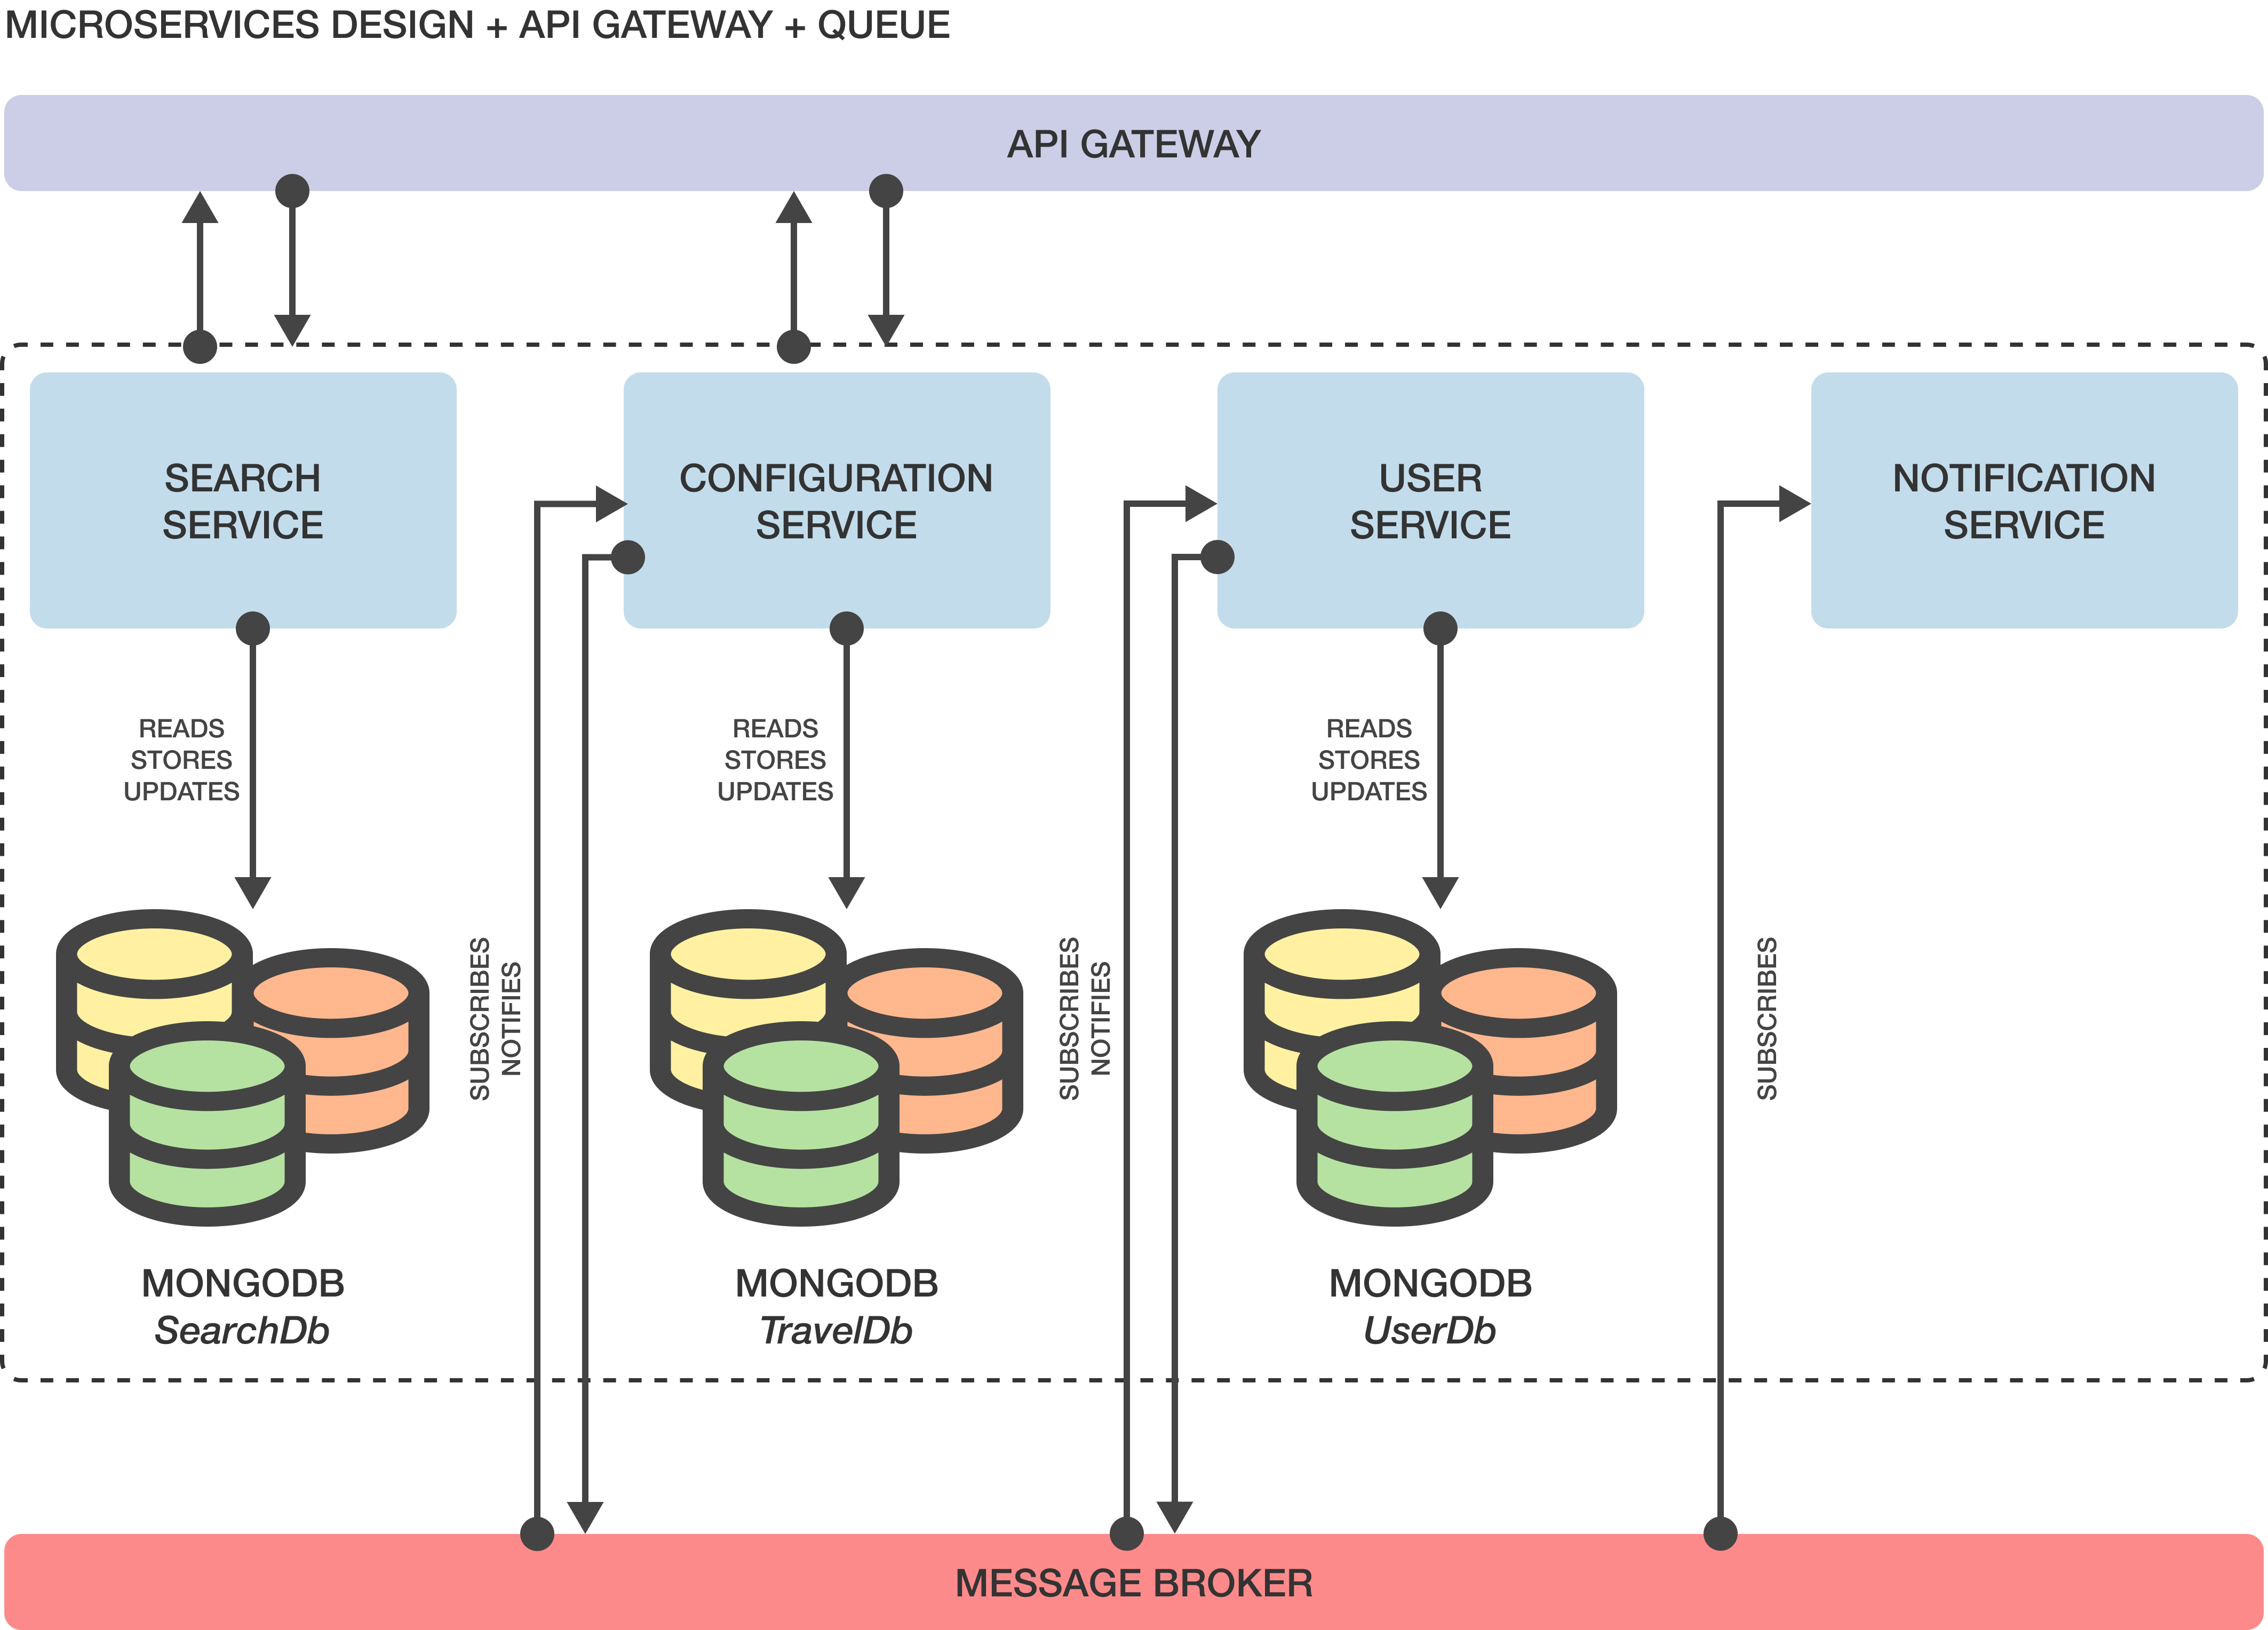 MICROSERVICES DESIGN + API GATEWAY + QUEUE
API GATEWAY
SEARCH
SERVICE
CONFIGURATION
SERVICE
USER
SERVICE
NOTIFICATION
SERVICE
READS
STORES
UPDATES
READS
STORES
UPDATES
READS
STORES
UPDATES
SUBSCRIBES
NOTIFIES
SUBSCRIBES
NOTIFIES
SUBSCRIBES
MONGODB
SearchDb
MONGODB
TravelDb
MONGODB
UserDb
MESSAGE BROKER